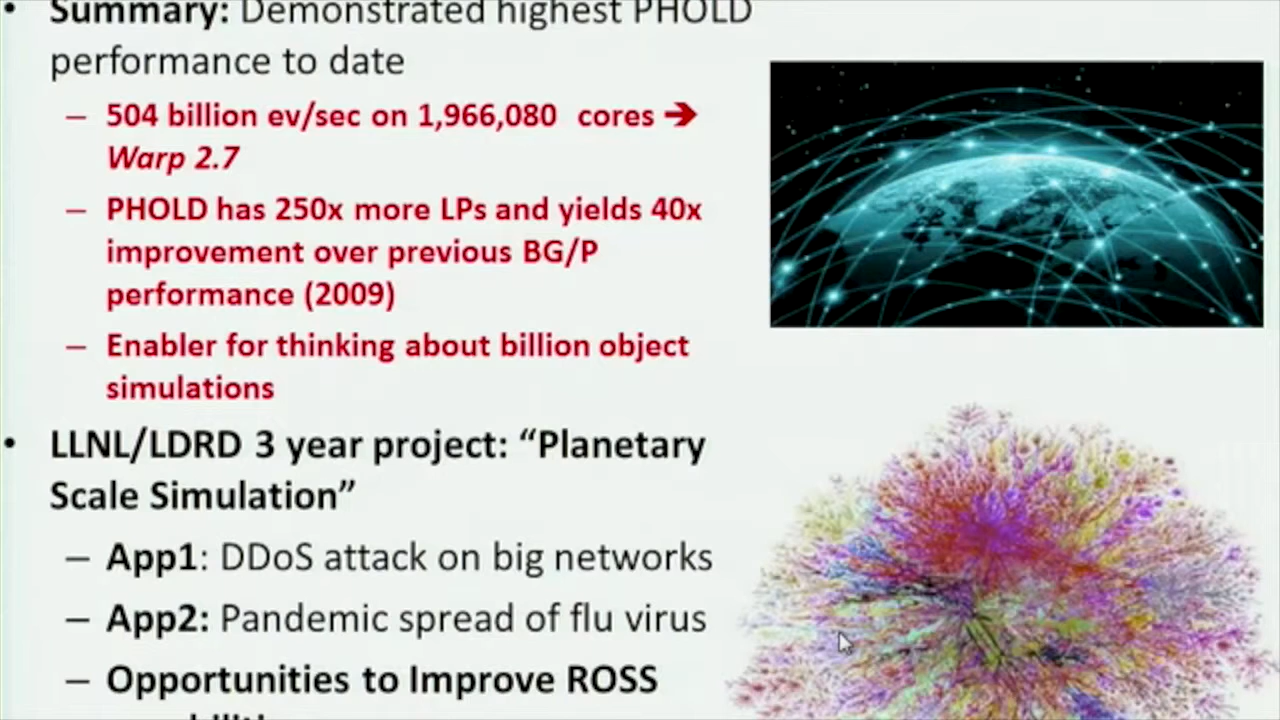 • Summary: Demonstrated highest PHOLD
performance to date
– 504 billion ev/sec on 1,966,080 cores ➔
Warp 2.7
– PHOLD has 250x more LPs and yields 40x
improvement over previous BG/P
performance (2009)
– Enabler for thinking about billion object
simulations
• LLNL/LDRD 3 year project: “Planetary
Scale Simulation”
– App1: DDoS attack on big networks
– App2: Pandemic spread of flu virus
– Opportunities to Improve ROSS